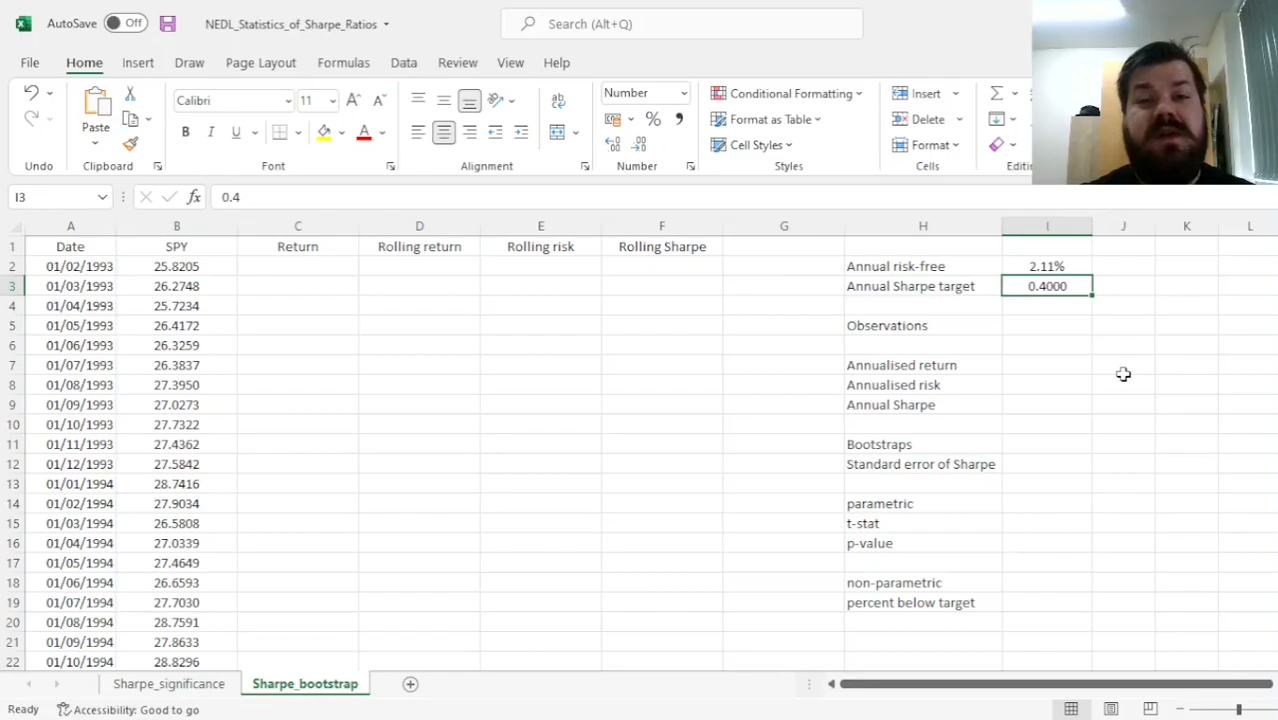 AutoSave Off NEDL_Statistics_of_Sharpe_Ratios Search (Alt+Q)
File Home Insert Draw Page Layout Formulas Data Review View Help
Calibri 11 Number Conditional Formatting Insert
Paste B I U A Format as Table Delete
Cell Styles Format
Undo Clipboard Font Alignment Number Styles Cells Editin
I3 fx 0.4
A B C D E F G H I J K L
1 Date SPY Return Rolling return Rolling risk Rolling Sharpe
2 01/02/1993 25.8205 Annual risk-free 2.11%
3 01/03/1993 26.2748 Annual Sharpe target 0.4000
4 01/04/1993 25.7234
5 01/05/1993 26.4172 Observations
6 01/06/1993 26.3259
7 01/07/1993 26.3837 Annualised return
8 01/08/1993 27.3950 Annualised risk
9 01/09/1993 27.0273 Annual Sharpe
10 01/10/1993 27.7322
11 01/11/1993 27.4362 Bootstraps
12 01/12/1993 27.5842 Standard error of Sharpe
13 01/01/1994 28.7416
14 01/02/1994 27.9034 parametric
15 01/03/1994 26.5808 t-stat
16 01/04/1994 27.0339 p-value
17 01/05/1994 27.4649
18 01/06/1994 26.6593 non-parametric
19 01/07/1994 27.7030 percent below target
20 01/08/1994 28.7591
21 01/09/1994 27.8633
22 01/10/1994 28.8296
Sharpe_significance Sharpe_bootstrap
Ready Accessibility: Good to go